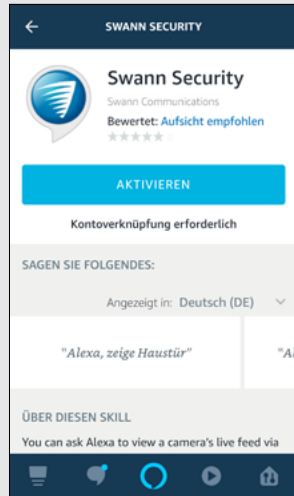 SWANN SECURITY
Swann Security
Swann Communications
Bewertet: Aufsicht empfohlen
AKTIVIEREN
Kontoverknüpfung erforderlich
SAGEN SIE FOLGENDES:
Angezeigt in: Deutsch (DE)
"Alexa, zeige Haustür"
ÜBER DIESEN SKILL
You can ask Alexa to view a camera's live feed via